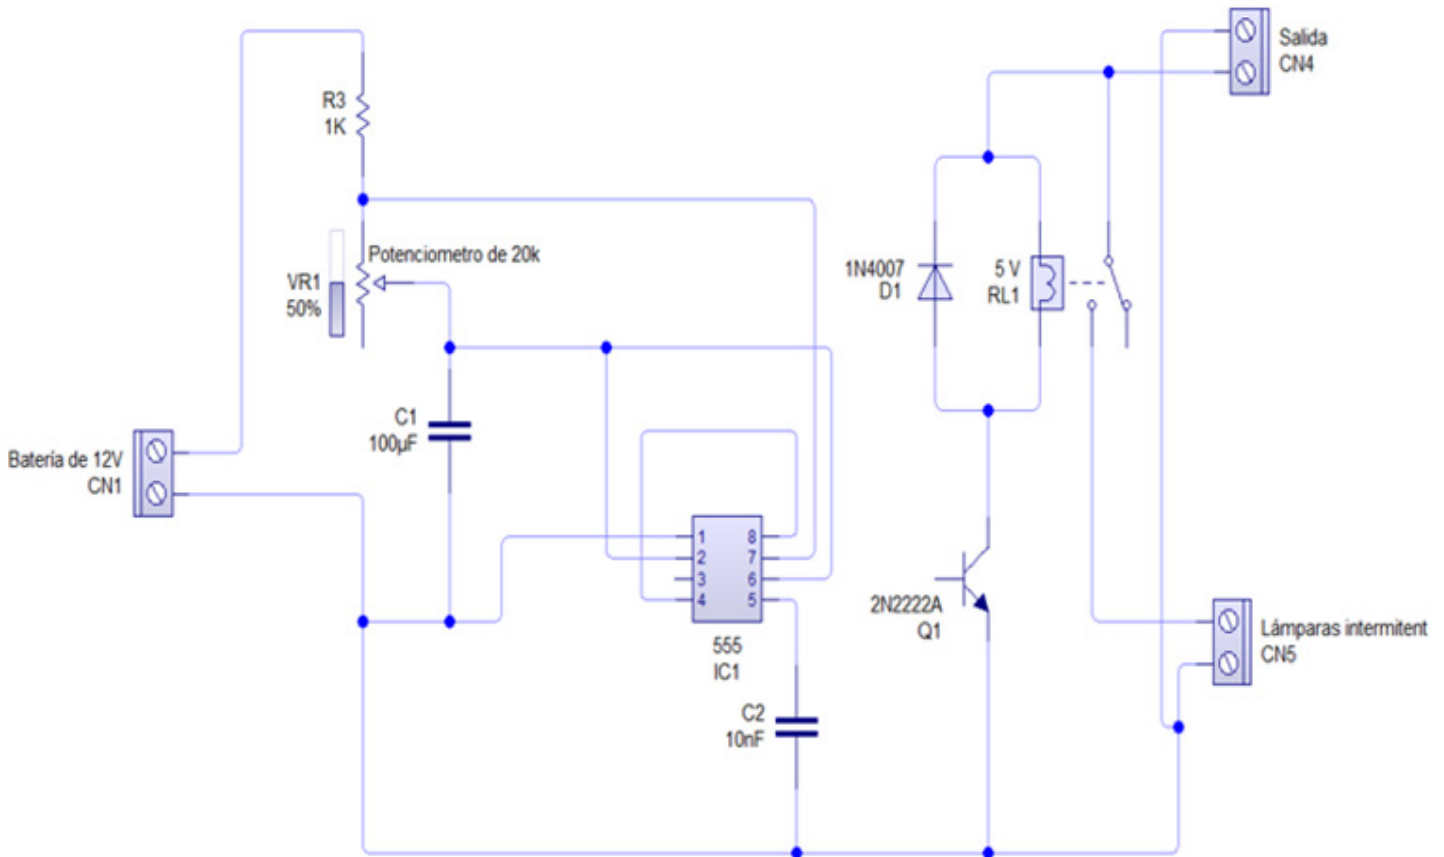 Salida
CN4
R3
1K
Potenciometro de 20k
VR1
50%
1N4007
D1
5 V
RL1
C1
100µF
Batería de 12V
CN1
1
2
3
4
8
7
6
5
555
IC1
2N2222A
Q1
Lámparas intermitent
CN5
C2
10nF